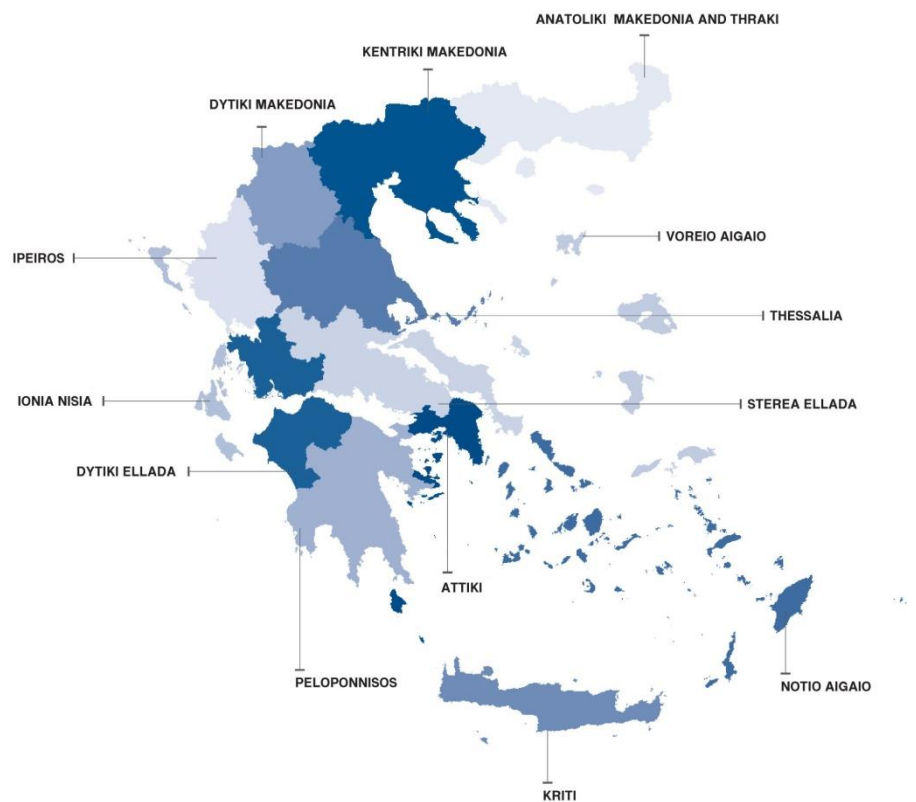 ANATOLIKI MAKEDONIA AND THRAKI
KENTRIKI MAKEDONIA
DYTIKI MAKEDONIA
VOREIO AIGAIO
IPEIROS
THESSALIA
IONIA NISIA
STEREA ELLADA
DYTIKI ELLADA
ATTIKI
PELOPONNISOS
NOTIO AIGAIO
KRITI